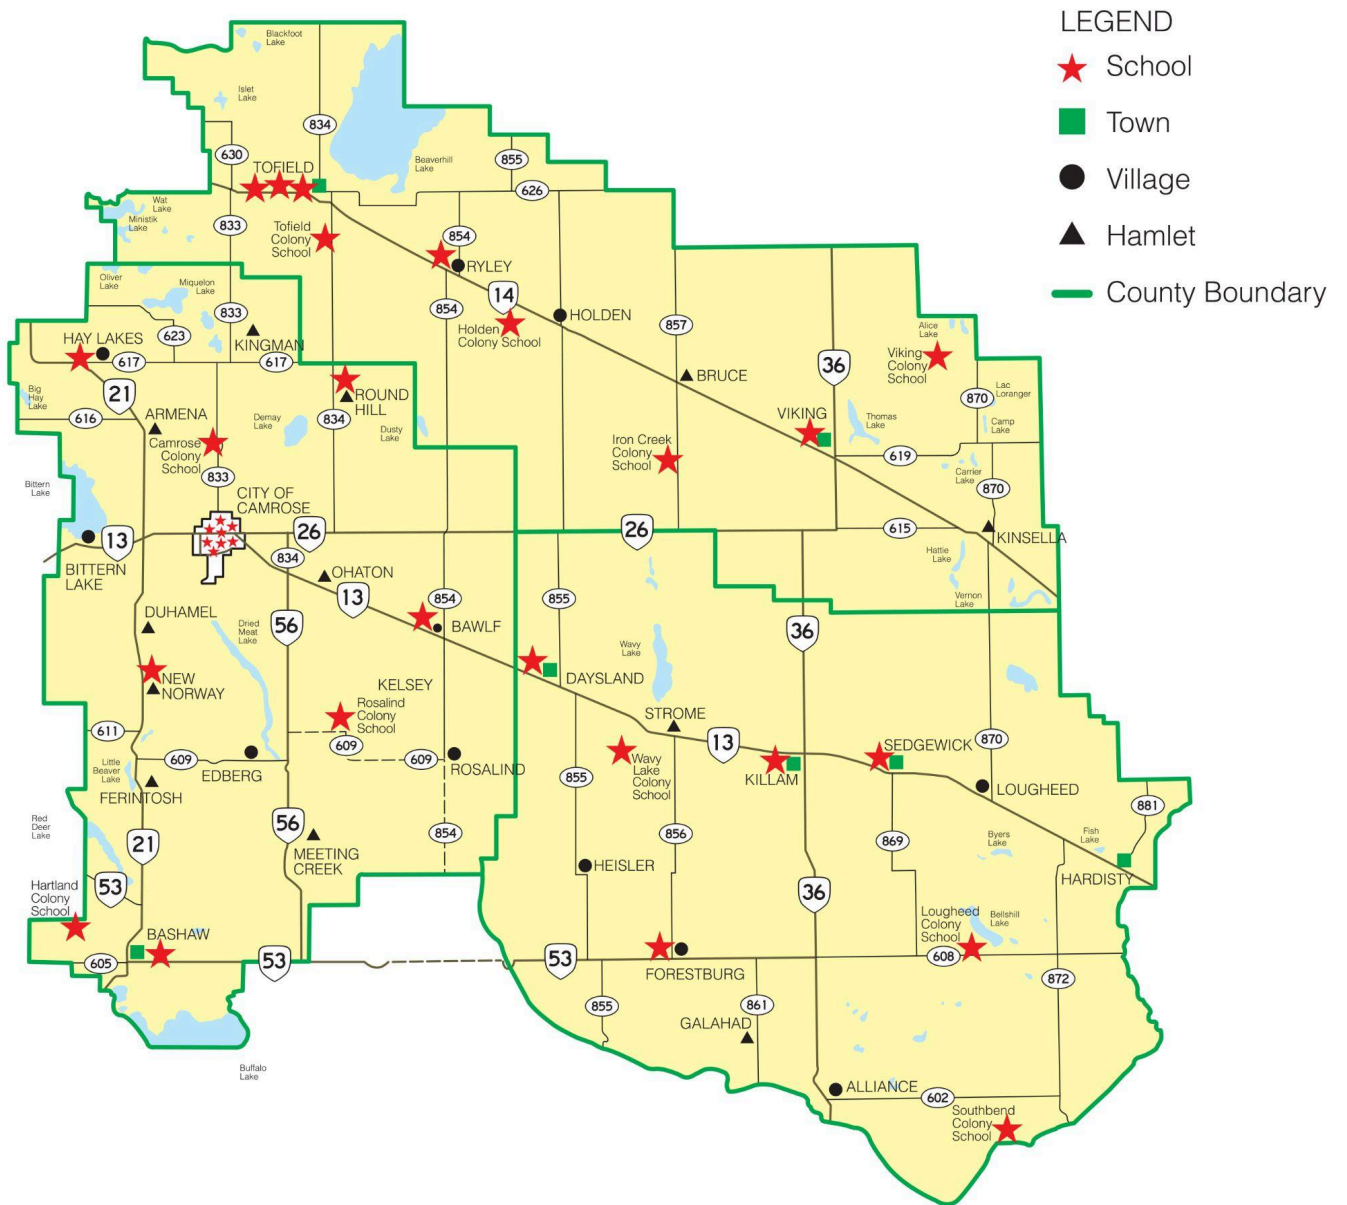 LEGEND
School
Town
Village
Hamlet
County Boundary
Blackfoot
Lake
Islet
Lake
834
630
TOFIELD
Beaverhill
Lake
855
626
Wat
Lake
Ministik
Lake
833
Tofield
Colony
School
854
RYLEY
Oliver
Lake
Miquelon
Lake
14
854
833
HOLDEN
Holden
Colony School
857
623
KINGMAN
HAY LAKES
617
617
Alice
Lake
Viking
Colony
School
36
21
Big
Hay
Lake
ROUND
HILL
BRUCE
870
Lac
Loranger
616
ARMENA
Demay
Lake
834
Dusty
Lake
VIKING
Thomas
Lake
Camp
Lake
Camrose
Colony
School
Iron Creek
Colony
School
619
833
Carrier
Lake
870
Bittern
Lake
CITY OF
CAMROSE
26
26
615
KINSELLA
13
BITTERN
LAKE
834
OHATON
Hattie
Lake
13
854
855
Vernon
Lake
DUHAMEL
Dried
Meat
Lake
56
BAWLF
36
Wavy
Lake
NEW
NORWAY
KELSEY
DAYSLAND
Rosalind
Colony
School
STROME
611
609
609
609
13
SEDGEWICK
870
Little
Beaver
Lake
EDBERG
ROSALIND
Wavy
Lake
Colony
School
855
KILLAM
LOUGHEED
FERINTOSH
881
Red
Deer
Lake
56
854
856
869
Byers
Lake
Fish
Lake
21
MEETING
CREEK
HEISLER
HARDISTY
53
36
Hartland
Colony
School
Lougheed
Colony
School
Bellshill
Lake
BASHAW
605
53
53
FORESTBURG
608
872
855
861
GALAHAD
Buffalo
Lake
ALLIANCE
602
Southbend
Colony
School